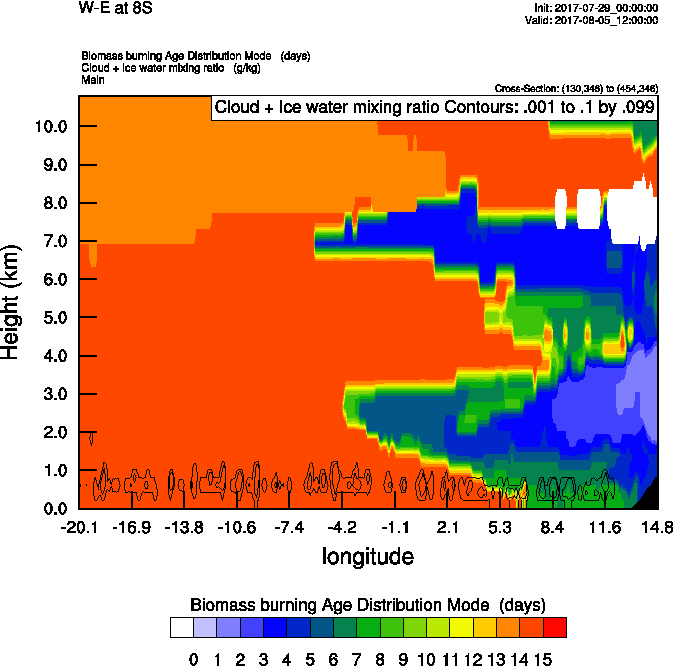 W-E at 8S
Init: 2017-07-29_00:00:00
Valid: 2017-08-05_12:00:00
Biomass burning Age Distribution Mode (days)
Cloud + Ice water mixing ratio (g/kg)
Main
Cross-Section: (130,346) to (454,346)
Cloud + Ice water mixing ratio Contours: .001 to .1 by .099
10.0
9.0
8.0
7.0
6.0
5.0
4.0
3.0
2.0
1.0
0.0
Height (km)
-20.1 -16.9 -13.8 -10.6 -7.4 -4.2 -1.1 2.1 5.3 8.4 11.6 14.8
longitude
Biomass burning Age Distribution Mode (days)
0 1 2 3 4 5 6 7 8 9 10 11 12 13 14 15